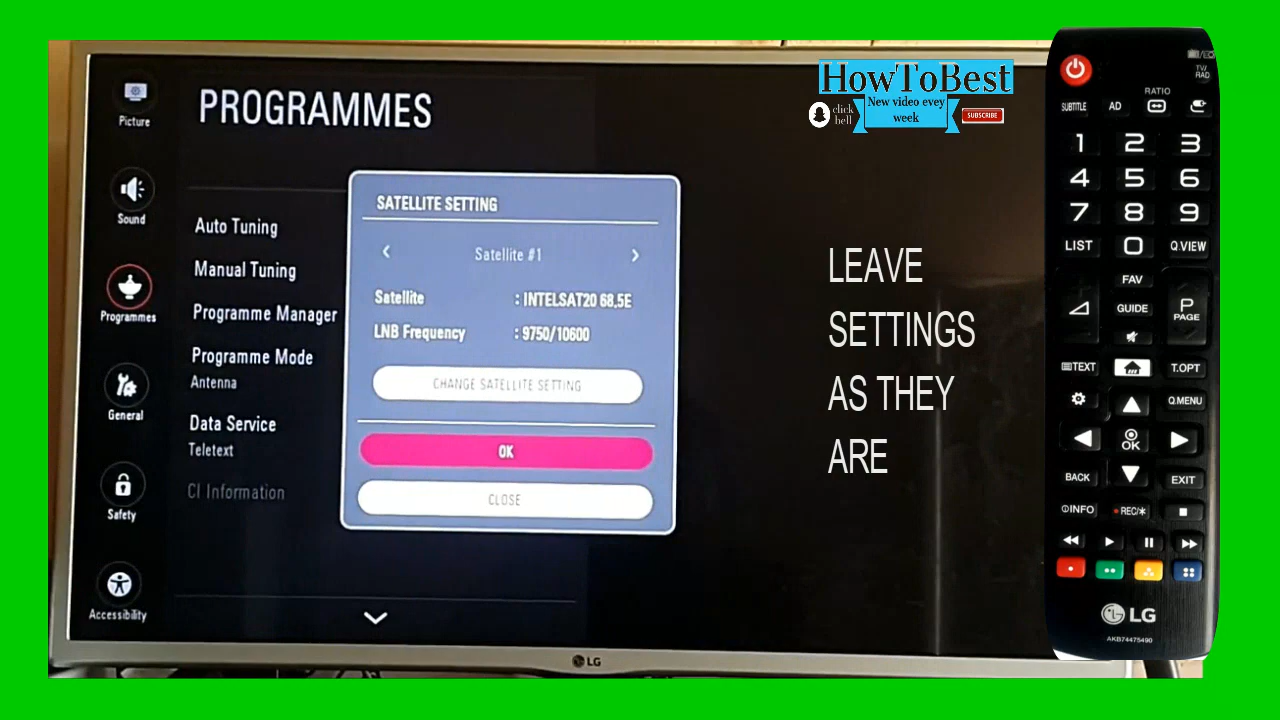 Picture
Sound
Programmes
General
Safety
Accessibility
PROGRAMMES
Auto Tuning
Manual Tuning
Programme Manager
Programme Mode
Antenna
Data Service
Teletext
CI Information
SATELLITE SETTING
Satellite #1
Satellite : INTELSAT20 68,5E
LNB Frequency : 9750/10600
CHANGE SATELLITE SETTING
OK
CLOSE
LG
HowToBest
New video evey
week
click
bell
SUBSCRIBE
LEAVE
SETTINGS
AS THEY
ARE
TV/
RAD
RATIO
SUBTITLE AD
1 2 3
4 5 6
7 8 9
LIST 0 Q.VIEW
FAV
GUIDE P
PAGE
TEXT T.OPT
Q.MENU
OK
BACK EXIT
INFO REC/*
LG
AKB74475490